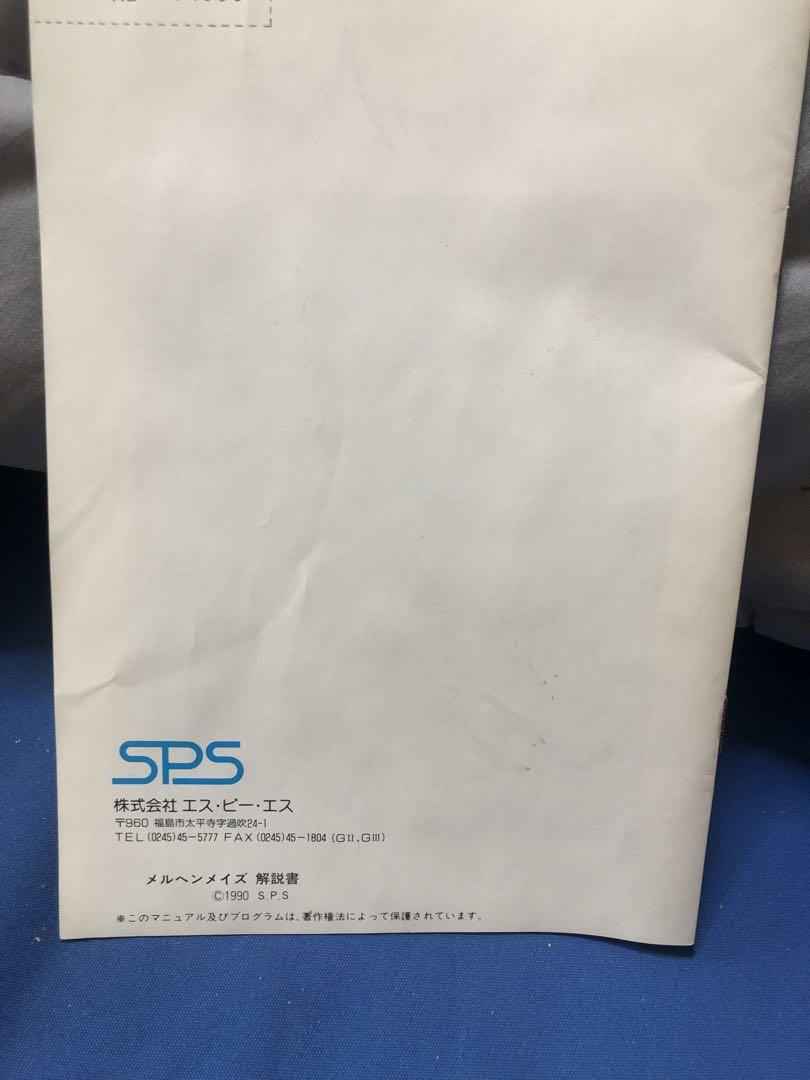 SPS
株式会社 エス・ピー・エス
〒960 福島市太平寺字過吹24-1
TEL (0245)45-5777 FAX (0245)45-1804 (GII、GIII)
メルヘンメイズ 解説書
©1990 S.P.S
※このマニュアル及びプログラムは、著作権法によって保護されています。